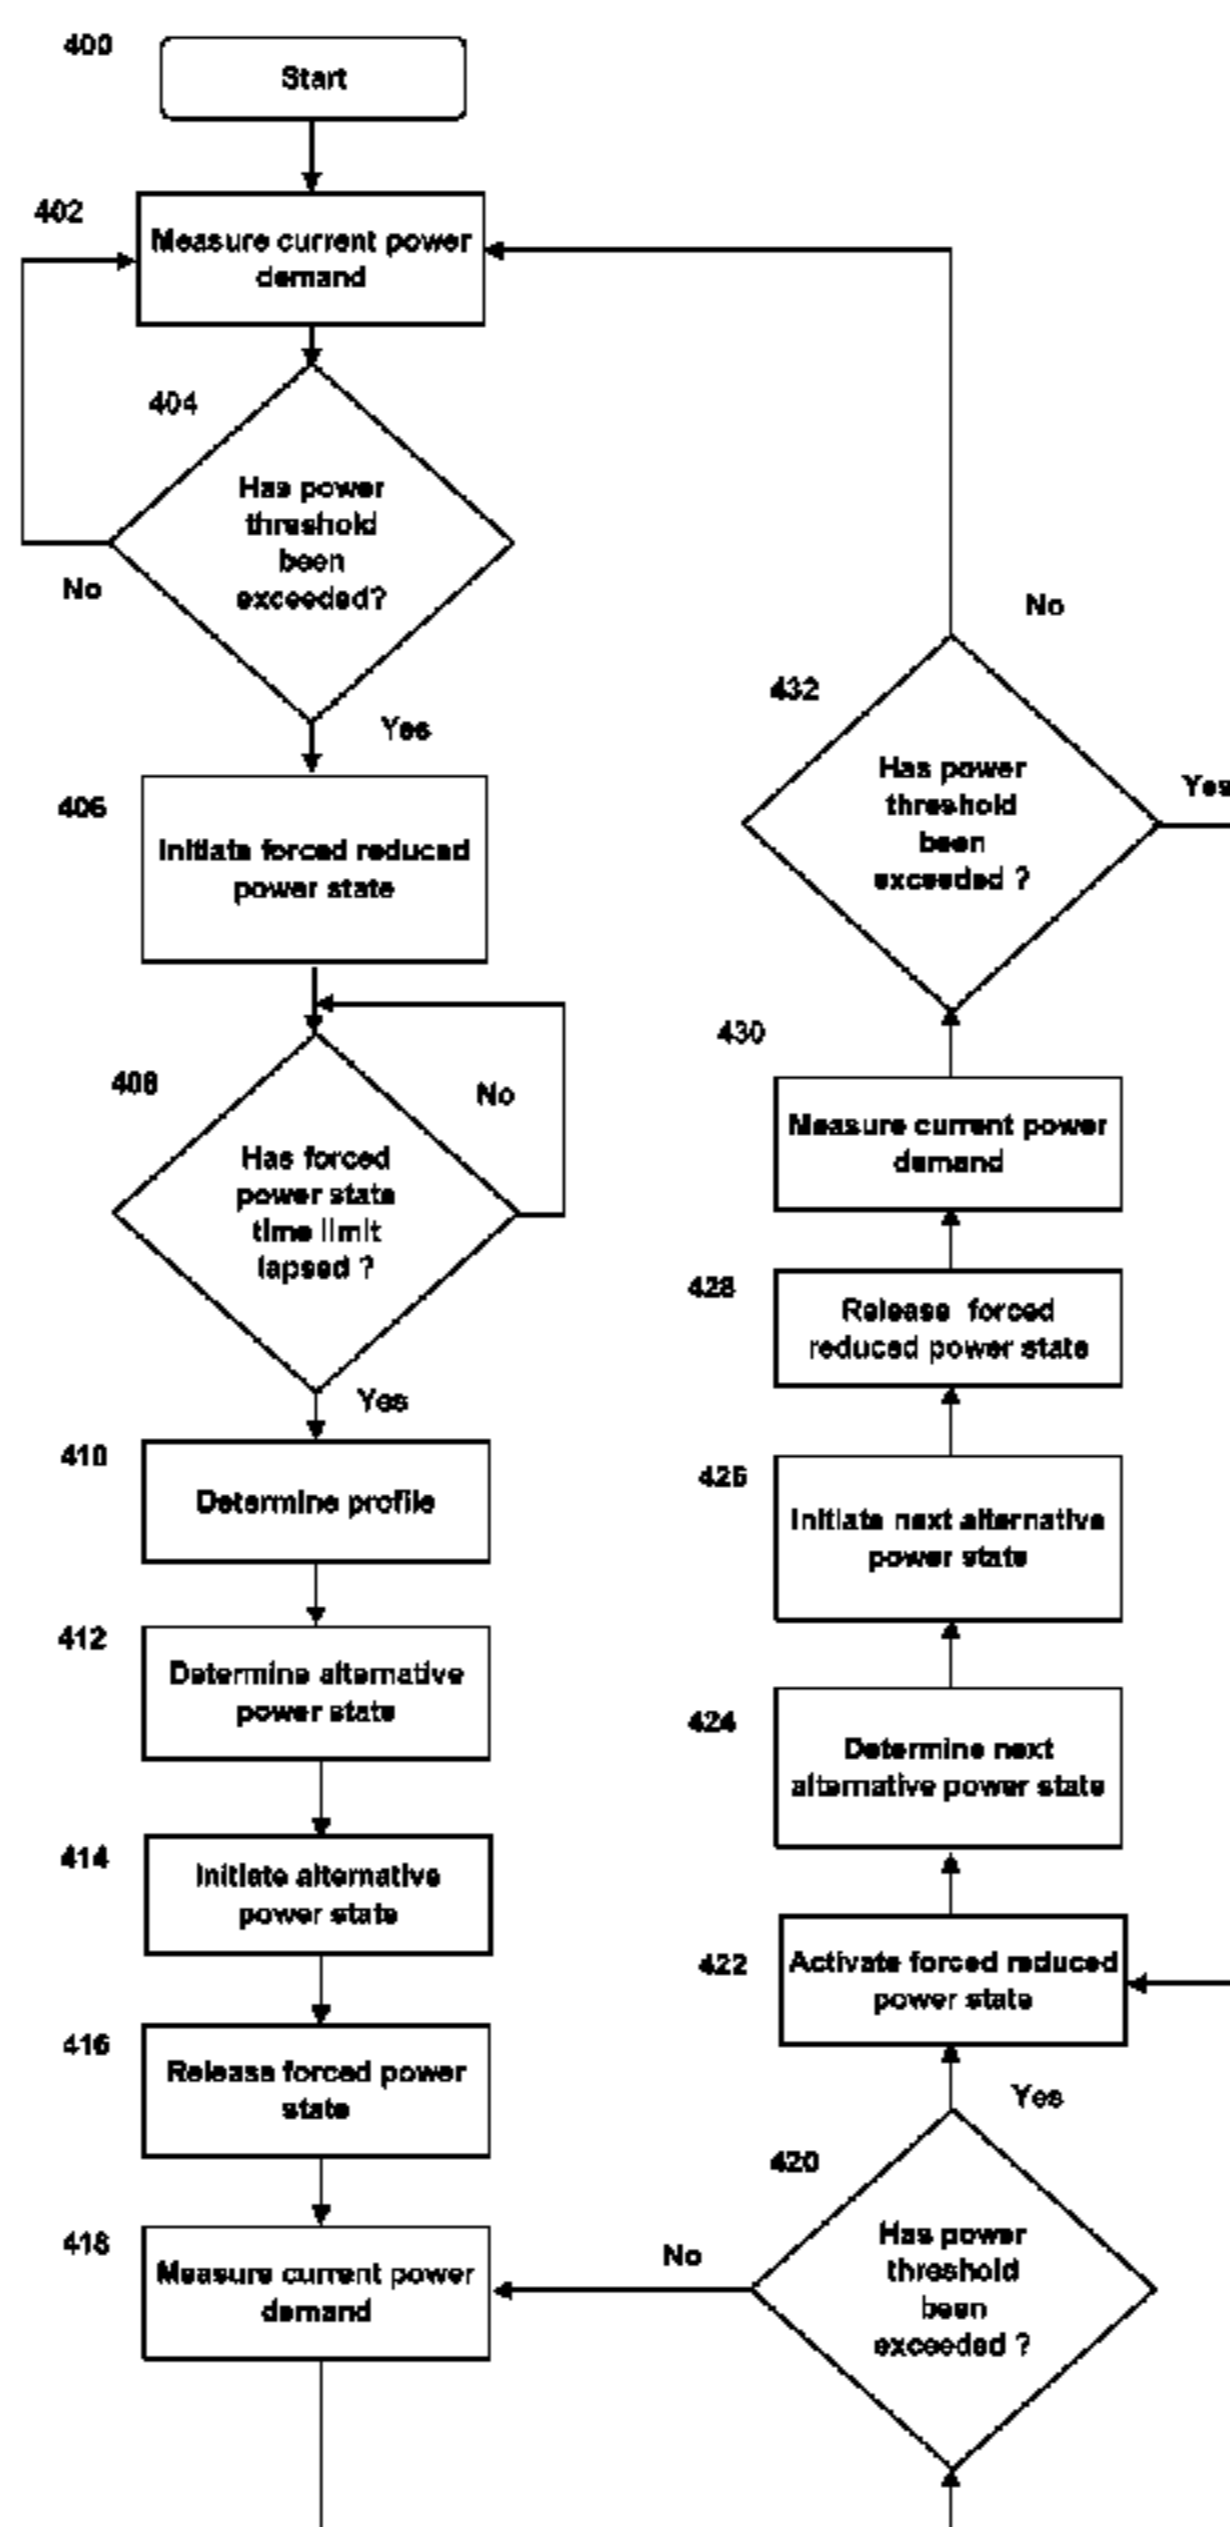 400
Start
402
Measure current power
demand
404
Has power
threshold
been
exceeded?
No
Yes
406
Initiate forced reduced
power state
408
No
Has forced
power state
time limit
lapsed ?
Yes
410
Determine profile
412
Determine alternative
power state
414
Initiate alternative
power state
416
Release forced power
state
418
Measure current power
demand
No
432
Has power
threshold
been
exceeded ?
Yes
430
Measure current power
demand
428
Release forced
reduced power state
426
Initiate next alternative
power state
424
Determine next
alternative power state
422
Activate forced reduced
power state
Yes
420
Has power
threshold
been
exceeded ?
No